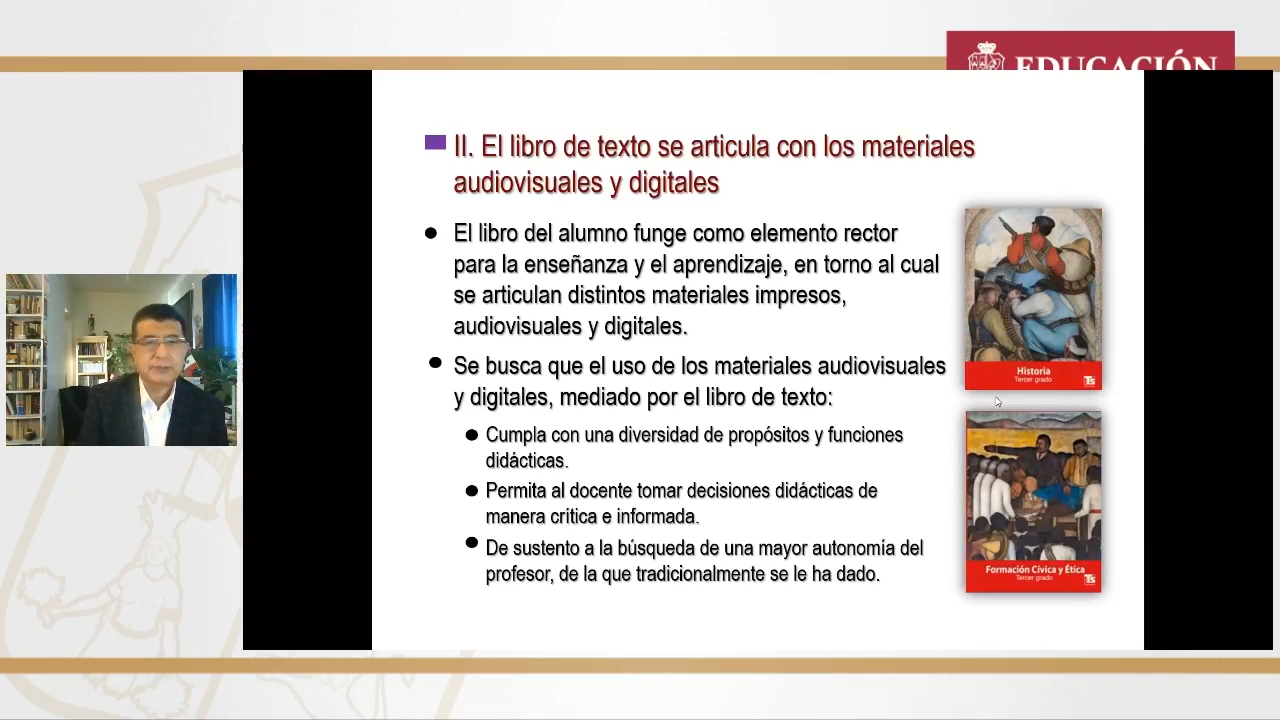 EDUCACIÓN
II. El libro de texto se articula con los materiales
audiovisuales y digitales
El libro del alumno funge como elemento rector
para la enseñanza y el aprendizaje, en torno al cual
se articulan distintos materiales impresos,
audiovisuales y digitales.
Se busca que el uso de los materiales audiovisuales
y digitales, mediado por el libro de texto:
Cumpla con una diversidad de propósitos y funciones
didácticas.
Permita al docente tomar decisiones didácticas de
manera crítica e informada.
De sustento a la búsqueda de una mayor autonomía del
profesor, de la que tradicionalmente se le ha dado.
Historia
Tercer grado
Ts
Formación Cívica y Ética
Tercer grado
Ts